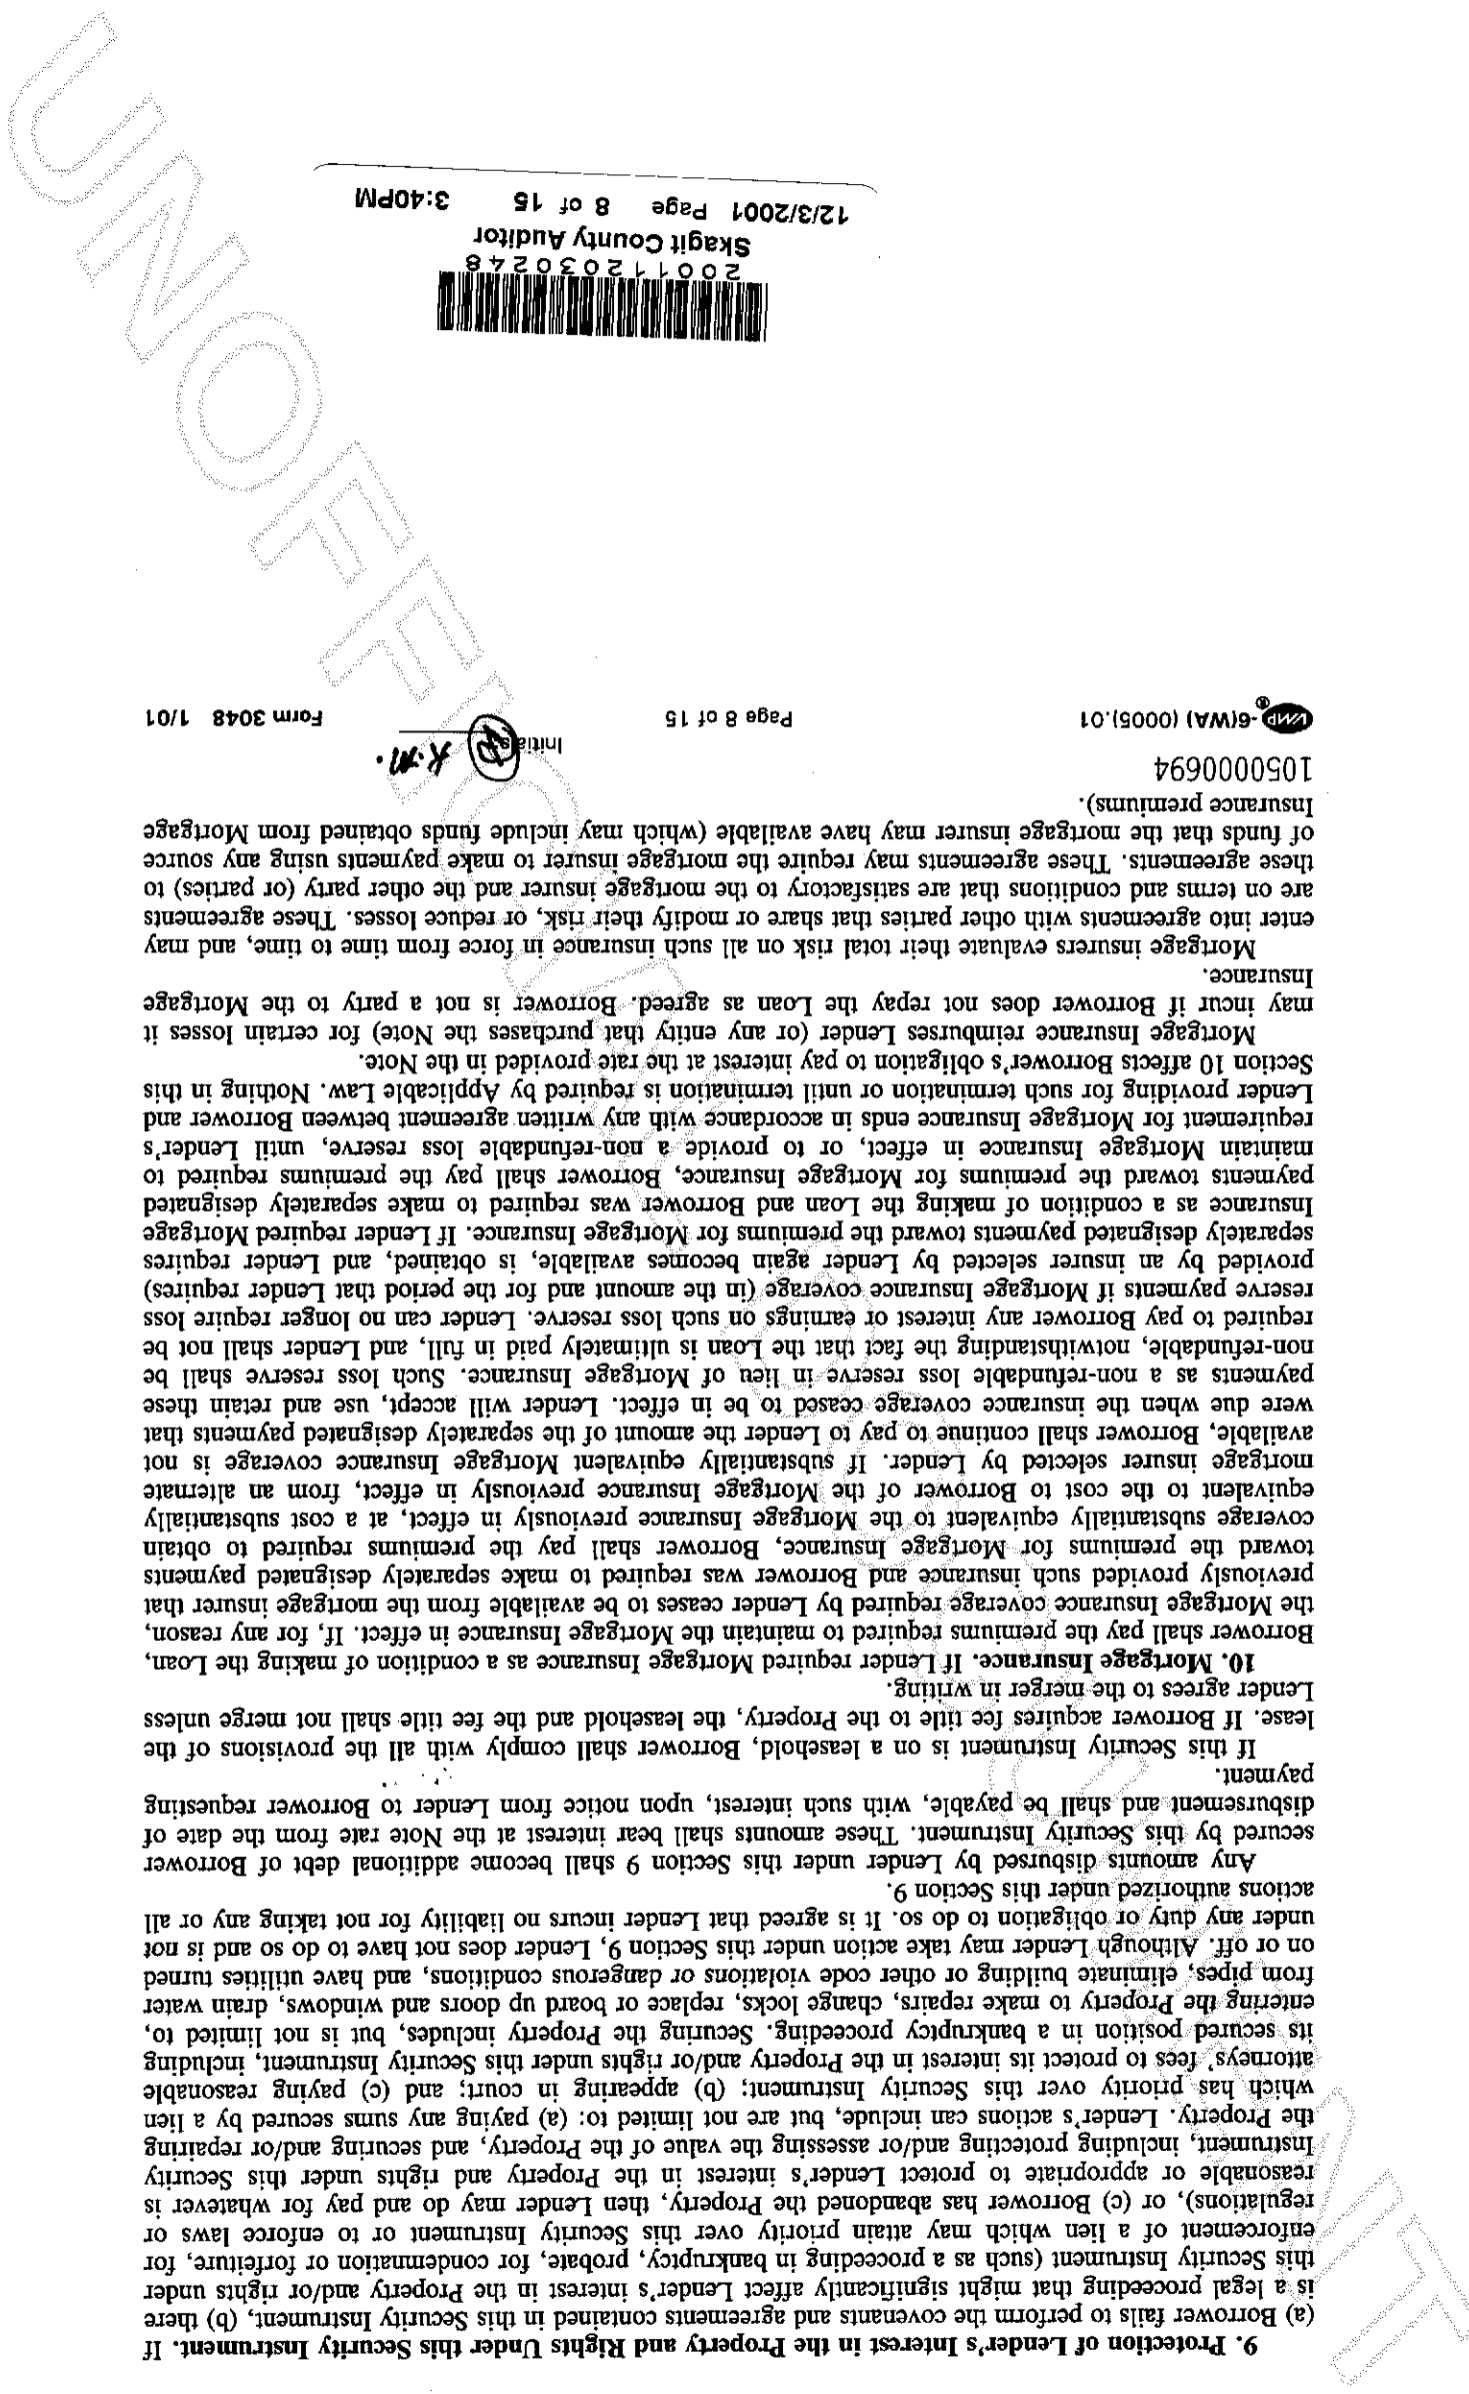 9. Protection of Lender's Interest in the Property and Rights Under this Security Instrument. If
(a) Borrower fails to perform the covenants and agreements contained in this Security Instrument, (b) there
is a legal proceeding that might significantly affect Lender's interest in the Property and/or rights under
this Security Instrument (such as a proceeding in bankruptcy, probate, for condemnation or forfeiture, for
enforcement of a lien which may attain priority over this Security Instrument or to enforce laws or
regulations), or (c) Borrower has abandoned the Property, then Lender may do and pay for whatever is
reasonable or appropriate to protect Lender's interest in the Property and rights under this Security
Instrument, including protecting and/or assessing the value of the Property, and securing and/or repairing
the Property. Lender's actions can include, but are not limited to: (a) paying any sums secured by a lien
which has priority over this Security Instrument; (b) appearing in court; and (c) paying reasonable
attorneys' fees to protect its interest in the Property and/or rights under this Security Instrument, including
its secured position in a bankruptcy proceeding. Securing the Property includes, but is not limited to,
entering the Property to make repairs, change locks, replace or board up doors and windows, drain water
from pipes, eliminate building or other code violations or dangerous conditions, and have utilities turned
on or off. Although Lender may take action under this Section 9, Lender does not have to do so and is not
under any duty or obligation to do so. It is agreed that Lender incurs no liability for not taking any or all
actions authorized under this Section 9.
Any amounts disbursed by Lender under this Section 9 shall become additional debt of Borrower
secured by this Security Instrument. These amounts shall bear interest at the Note rate from the date of
disbursement and shall be payable, with such interest, upon notice from Lender to Borrower requesting
payment.
If this Security Instrument is on a leasehold, Borrower shall comply with all the provisions of the
lease. If Borrower acquires fee title to the Property, the leasehold and the fee title shall not merge unless
Lender agrees to the merger in writing.
10. Mortgage Insurance. If Lender required Mortgage Insurance as a condition of making the Loan,
Borrower shall pay the premiums required to maintain the Mortgage Insurance in effect. If, for any reason,
the Mortgage Insurance coverage required by Lender ceases to be available from the mortgage insurer that
previously provided such insurance and Borrower was required to make separately designated payments
toward the premiums for Mortgage Insurance, Borrower shall pay the premiums required to obtain
coverage substantially equivalent to the Mortgage Insurance previously in effect, at a cost substantially
equivalent to the cost to Borrower of the Mortgage Insurance previously in effect, from an alternate
mortgage insurer selected by Lender. If substantially equivalent Mortgage Insurance coverage is not
available, Borrower shall continue to pay to Lender the amount of the separately designated payments that
were due when the insurance coverage ceased to be in effect. Lender will accept, use and retain these
payments as a non-refundable loss reserve in lieu of Mortgage Insurance. Such loss reserve shall be
non-refundable, notwithstanding the fact that the Loan is ultimately paid in full, and Lender shall not be
required to pay Borrower any interest or earnings on such loss reserve. Lender can no longer require loss
reserve payments if Mortgage Insurance coverage (in the amount and for the period that Lender requires)
provided by an insurer selected by Lender again becomes available, is obtained, and Lender requires
separately designated payments toward the premiums for Mortgage Insurance. If Lender required Mortgage
Insurance as a condition of making the Loan and Borrower was required to make separately designated
payments toward the premiums for Mortgage Insurance, Borrower shall pay the premiums required to
maintain Mortgage Insurance in effect, or to provide a non-refundable loss reserve, until Lender's
requirement for Mortgage Insurance ends in accordance with any written agreement between Borrower and
Lender providing for such termination or until termination is required by Applicable Law. Nothing in this
Section 10 affects Borrower's obligation to pay interest at the rate provided in the Note.
Mortgage Insurance reimburses Lender (or any entity that purchases the Note) for certain losses it
may incur if Borrower does not repay the Loan as agreed. Borrower is not a party to the Mortgage
Insurance.
Mortgage insurers evaluate their total risk on all such insurance in force from time to time, and may
enter into agreements with other parties that share or modify their risk, or reduce losses. These agreements
are on terms and conditions that are satisfactory to the mortgage insurer and the other party (or parties) to
these agreements. These agreements may require the mortgage insurer to make payments using any source
of funds that the mortgage insurer may have available (which may include funds obtained from Mortgage
Insurance premiums).
1050000694
Initials: K.M.
VMP®-6(WA) (0005).01 Page 8 of 15 Form 3048 1/01
200112030248
Skagit County Auditor
12/3/2001 Page 8 of 15 3:40PM
UNOFFICIAL DOCUMENT